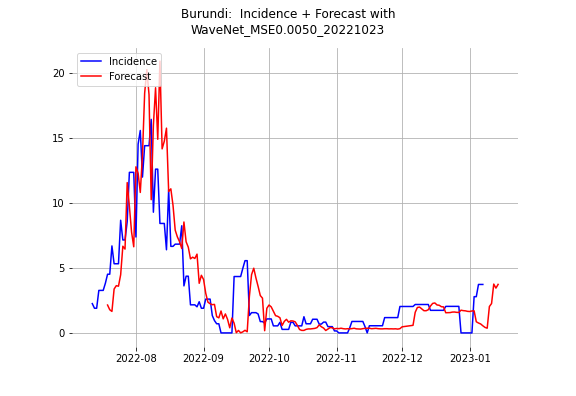 Burundi:  Incidence + Forecast with
WaveNet_MSE0.0050_20221023
Incidence
Forecast
20
15
10
5
0
2022-08
2022-09
2022-10
2022-11
2022-12
2023-01